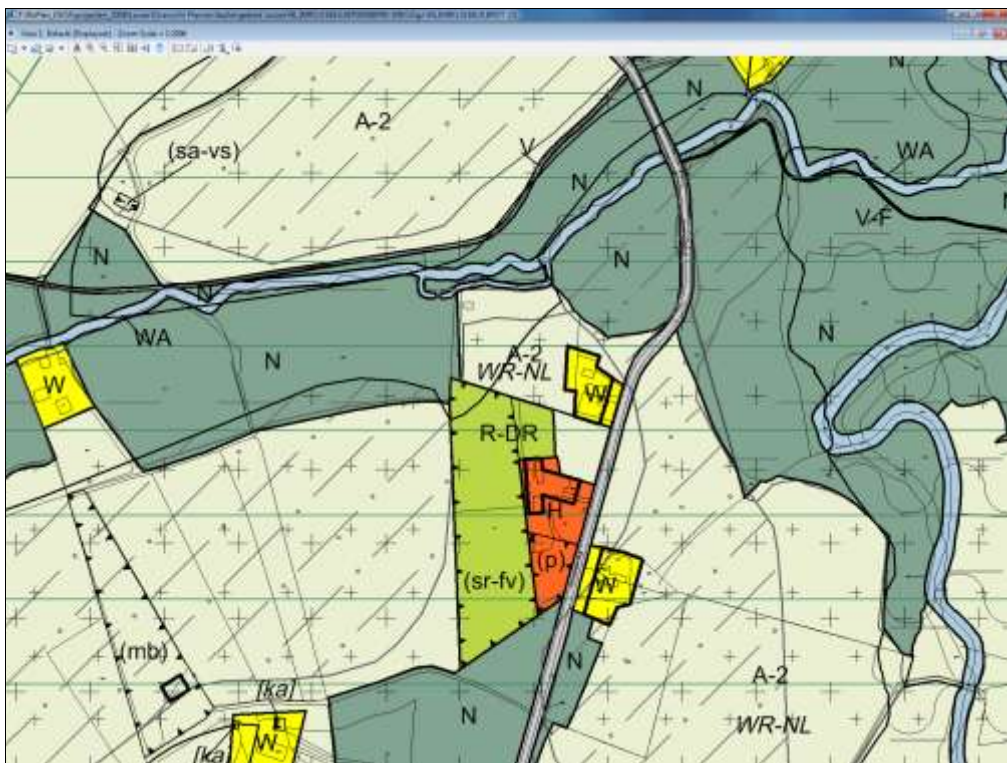 A-2
(sa-vs)
N
N
V
N
WA
V-F
N
N
N
WA
N
N
A-2
WR-NL
W
W
R-DR
H
(p)
(sr-fv)
W
(mb)
N
A-2
[ka]
N
WR-NL
W
[ka]